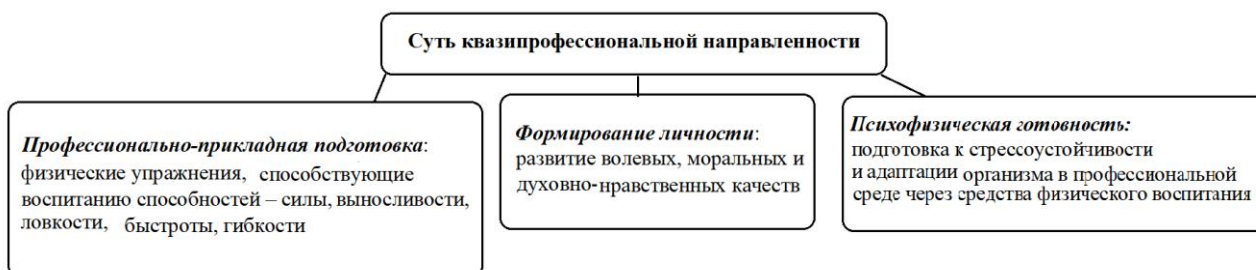 Суть квазипрофессиональной направленности
Профессионально-прикладная подготовка:
физические упражнения, способствующие
воспитанию способностей – силы, выносливости,
ловкости, быстроты, гибкости
Формирование личности:
развитие волевых, моральных и
духовно-нравственных качеств
Психофизическая готовность:
подготовка к стрессоустойчивости
и адаптации организма в профессиональной
среде через средства физического воспитания